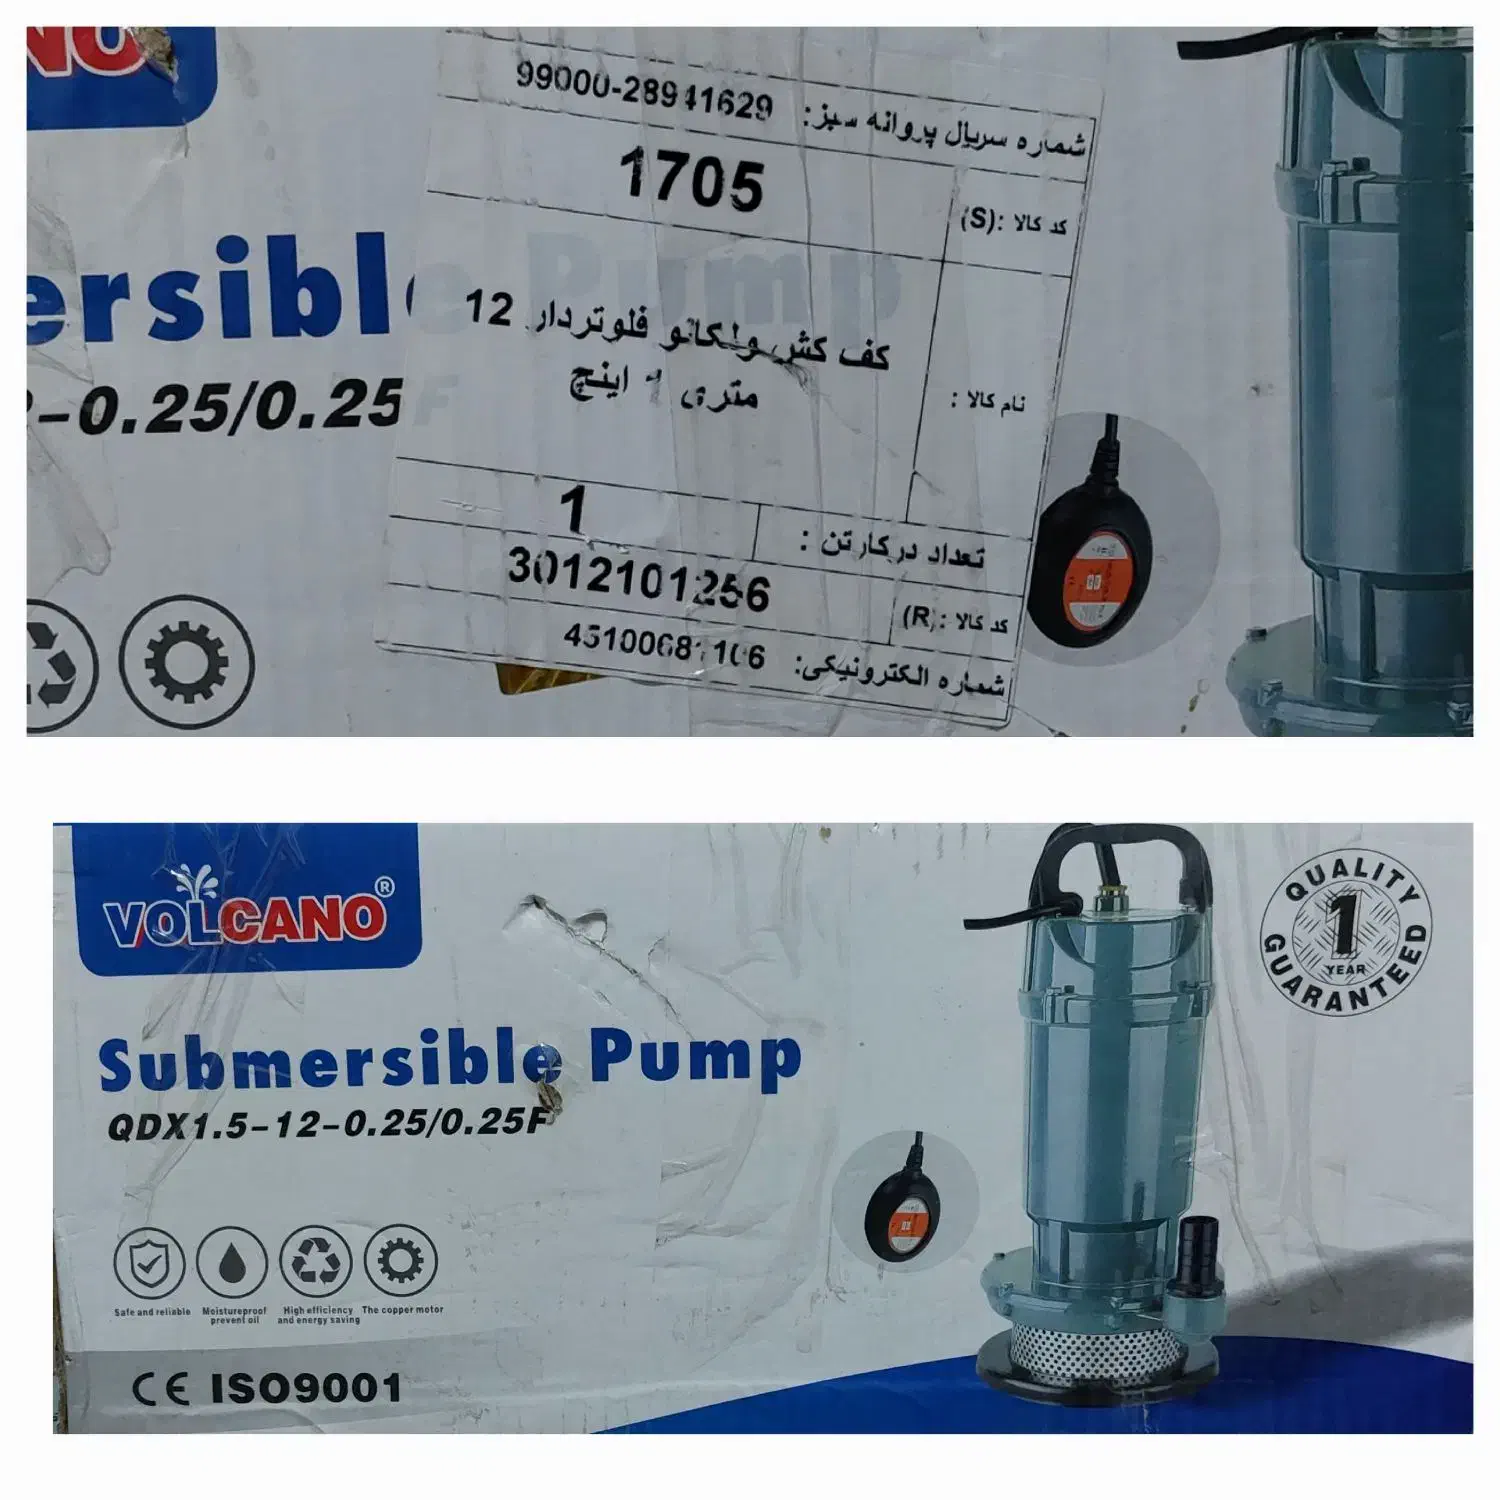 NO
شماره سریال پروانه سبز: 99000-28941629
کد کالا :(S) 1705
ersible Pump
-0.25/0.25F
نام کالا : کف کش ولکانو فلوتردار 12
متری 1 اینچ
تعداد در کارتن : 1
کد کالا :(R) 3012101256
شماره الکترونیکی:
VOLCANO®
QUALITY
1
YEAR
GUARANTEED
Submersible Pump
QDX1.5-12-0.25/0.25F
Safe and reliable
Moistureproof prevent oil
High efficiency and energy saving
The copper motor
CE ISO9001